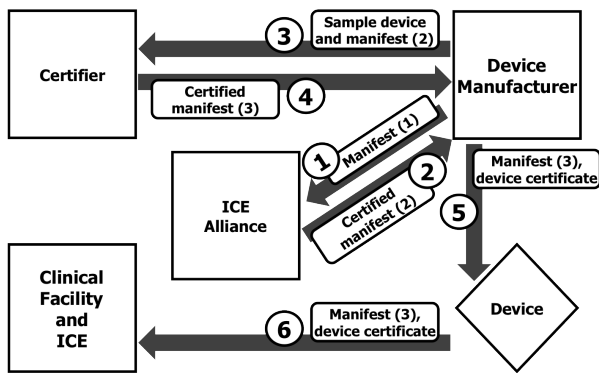 3
Sample device
and manifest (2)
Certifier
Device
Manufacturer
Certified
manifest (3)
4
1
Manifest (1)
2
Certified
manifest (2)
ICE
Alliance
Manifest (3),
device certificate
5
Clinical
Facility
and
ICE
6
Manifest (3),
device certificate
Device